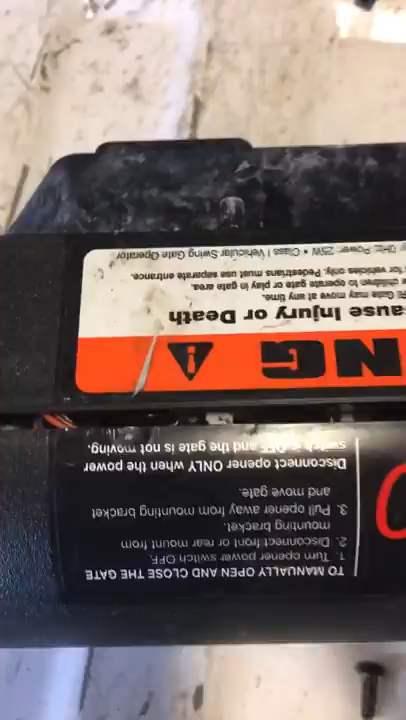 TO MANUALLY OPEN AND CLOSE THE GATE
1. Turn opener power switch OFF.
2. Disconnect front or rear mount from
mounting bracket.
3. Pull opener away from mounting bracket
and move gate.
Disconnect opener ONLY when the power
switch is OFF and the gate is not moving.
NG
ause Injury or Death
Gate may move at any time.
children to operate gate or play in gate area.
vehicles only. Pedestrians must use separate entrance.
Power: 25W • Class I Vehicular Swing Gate Operator